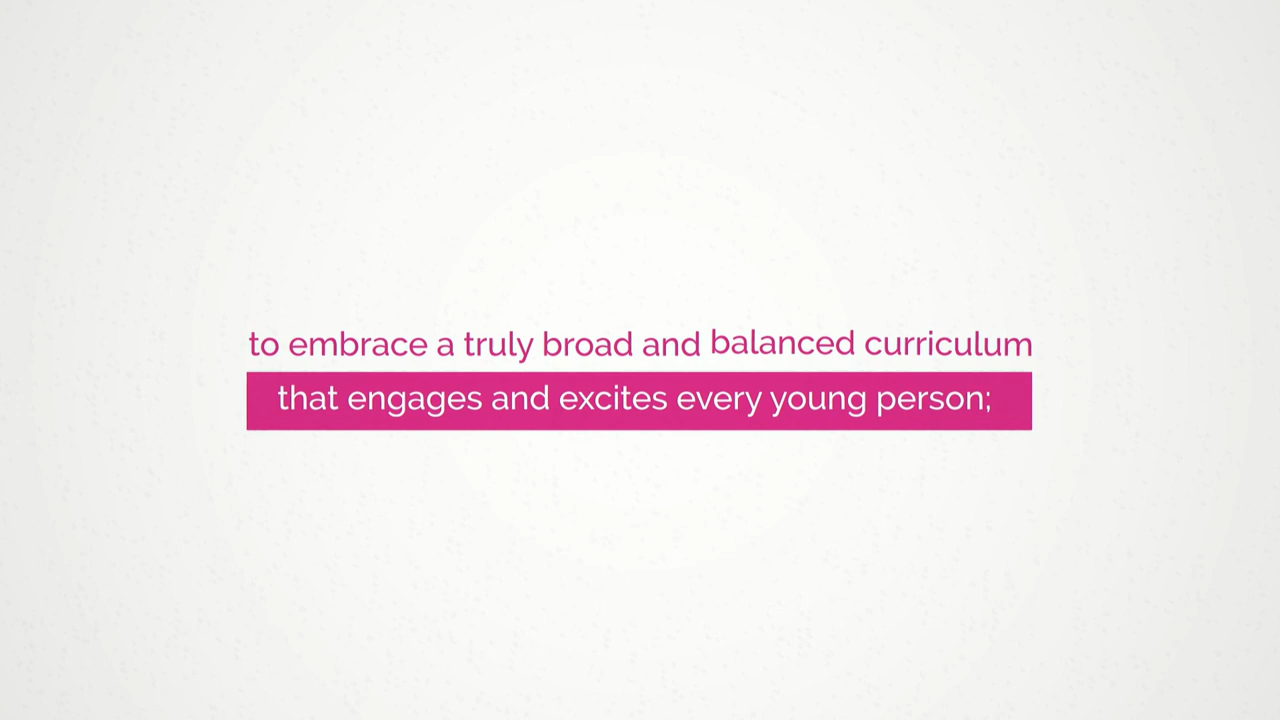 to embrace a truly broad and balanced curriculum
that engages and excites every young person;